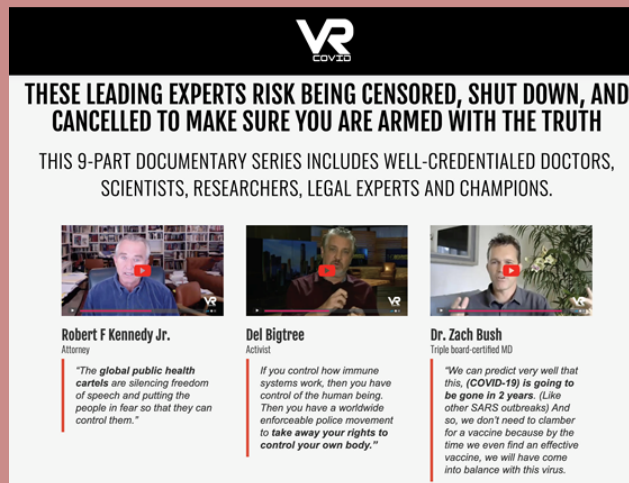 VR
COVID
THESE LEADING EXPERTS RISK BEING CENSORED, SHUT DOWN, AND
CANCELLED TO MAKE SURE YOU ARE ARMED WITH THE TRUTH
THIS 9-PART DOCUMENTARY SERIES INCLUDES WELL-CREDENTIALED DOCTORS,
SCIENTISTS, RESEARCHERS, LEGAL EXPERTS AND CHAMPIONS.
VR
VR
VR
Robert F Kennedy Jr.
Attorney
"The global public health
cartels are silencing freedom
of speech and putting the
people in fear so that they can
control them."
Del Bigtree
Activist
If you control how immune
systems work, then you have
control of the human being.
Then you have a worldwide
enforceable police movement
to take away your rights to
control your own body."
Dr. Zach Bush
Triple board-certified MD
"We can predict very well that
this, (COVID-19) is going to
be gone in 2 years. (Like
other SARS outbreaks) And
so, we don't need to clamber
for a vaccine because by the
time we even find an effective
vaccine, we will have come
into balance with this virus.